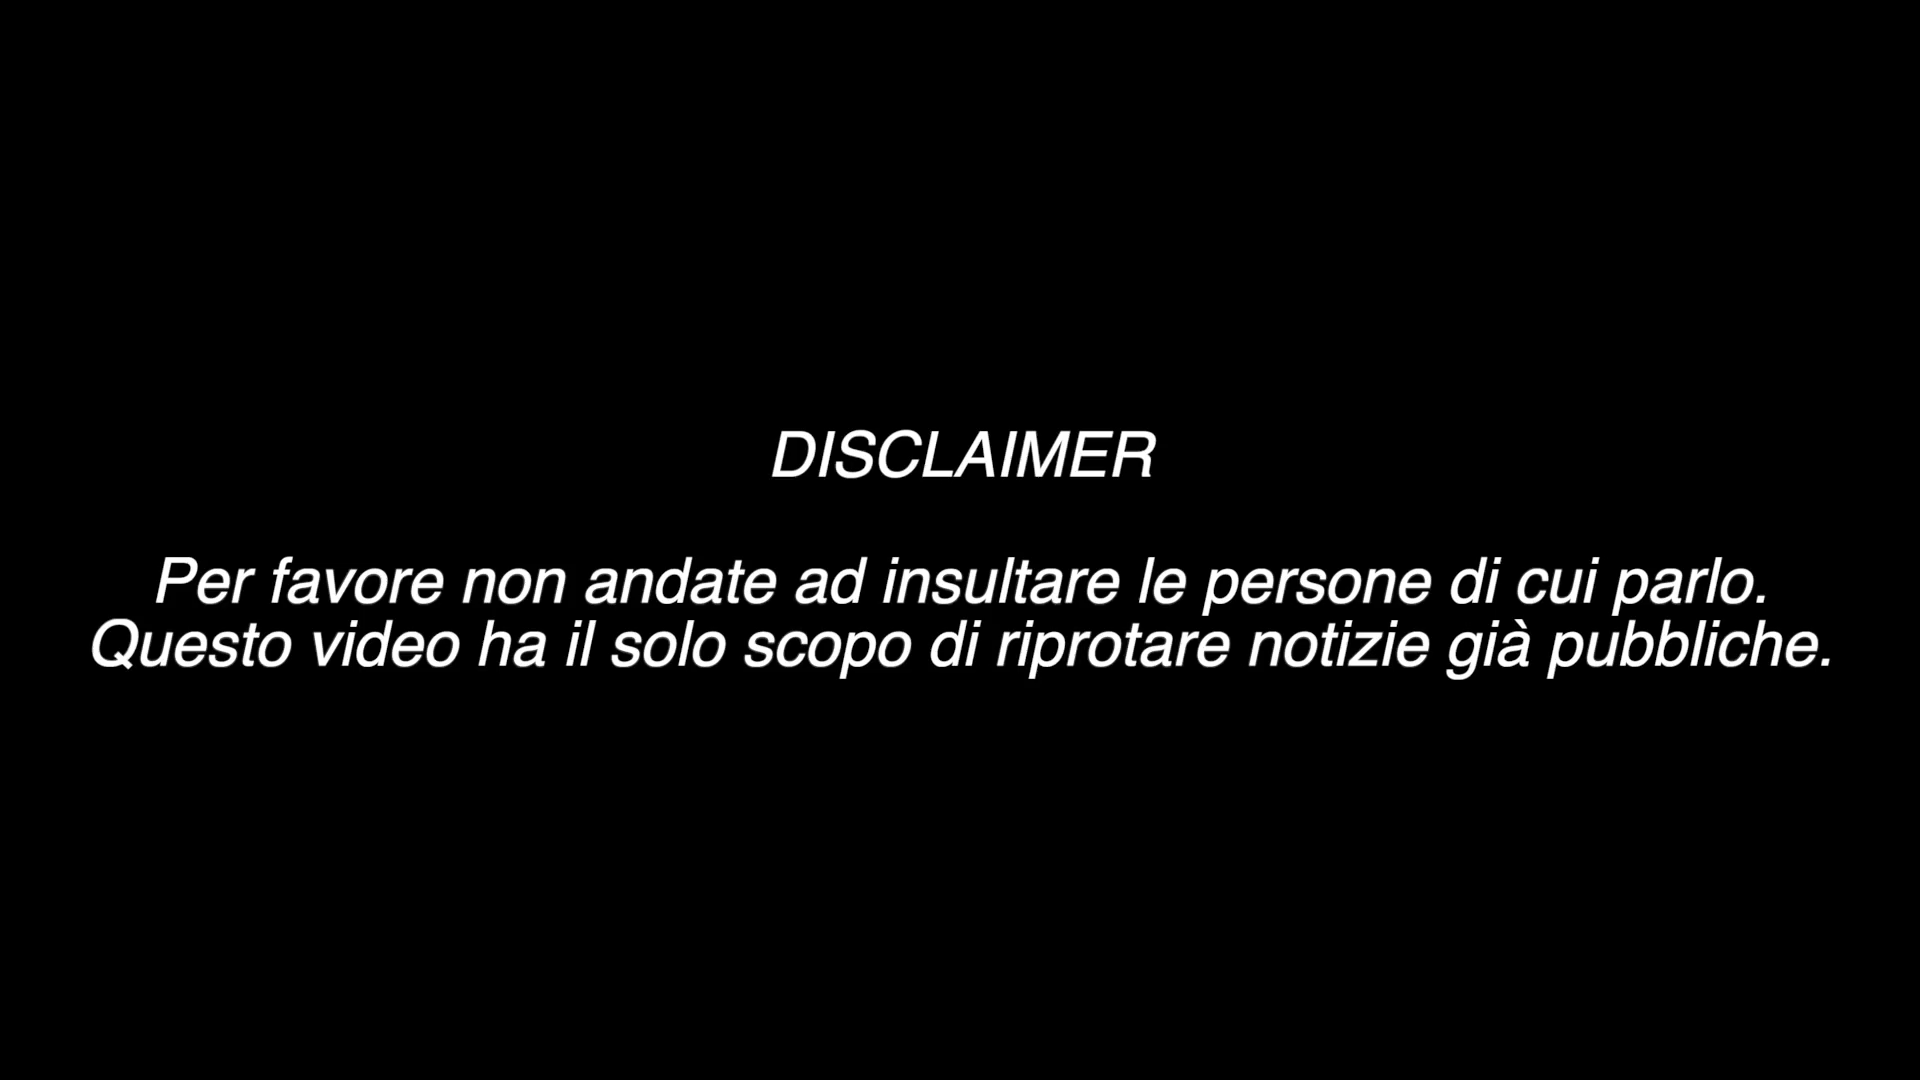 DISCLAIMER
Per favore non andate ad insultare le persone di cui parlo.
Questo video ha il solo scopo di riprotare notizie già pubbliche.